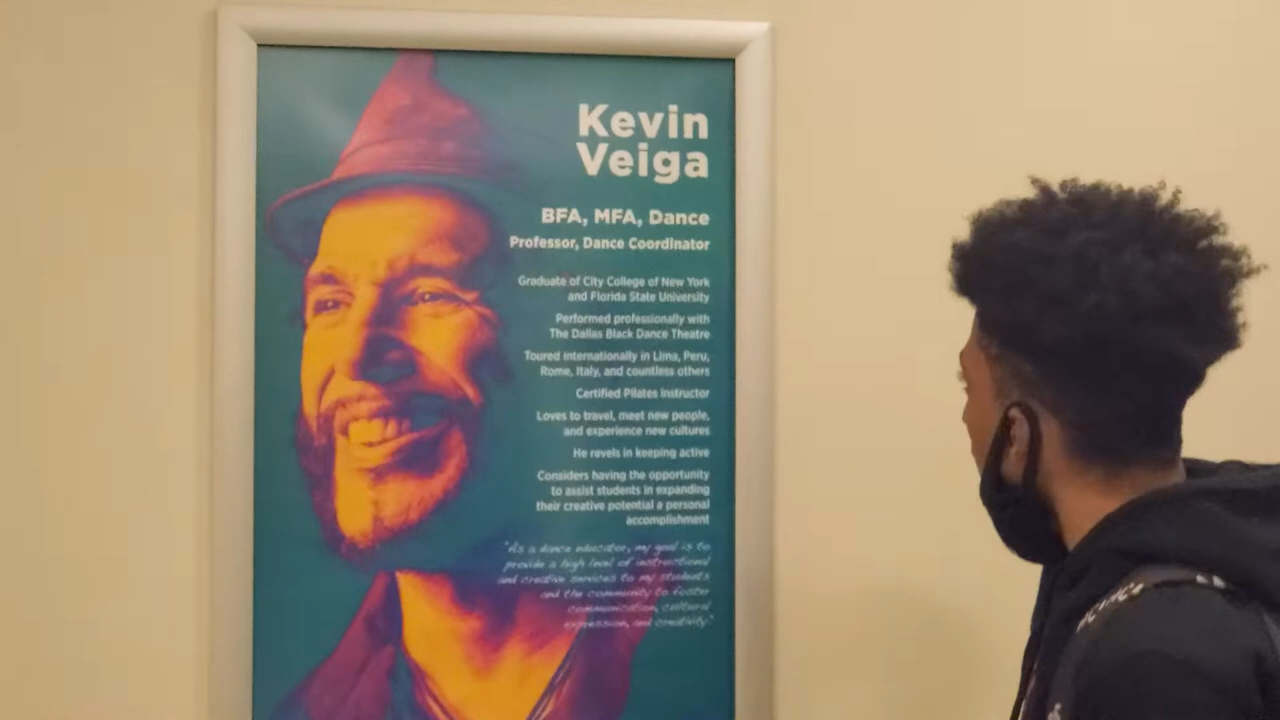 Kevin
Veiga
BFA, MFA, Dance
Professor, Dance Coordinator
Graduate of City College of New York
and Florida State University
Performed professionally with
The Dallas Black Dance Theatre
Toured internationally in Lima, Peru,
Rome, Italy, and countless others
Certified Pilates Instructor
Loves to travel, meet new people,
and experience new cultures
He revels in keeping active
Considers having the opportunity
to assist students in expanding
their creative potential a personal
accomplishment
"As a dance educator, my goal is to
provide a high level of instructional
and creative services to my students
and the community to foster
communication, cultural
expression, and creativity."